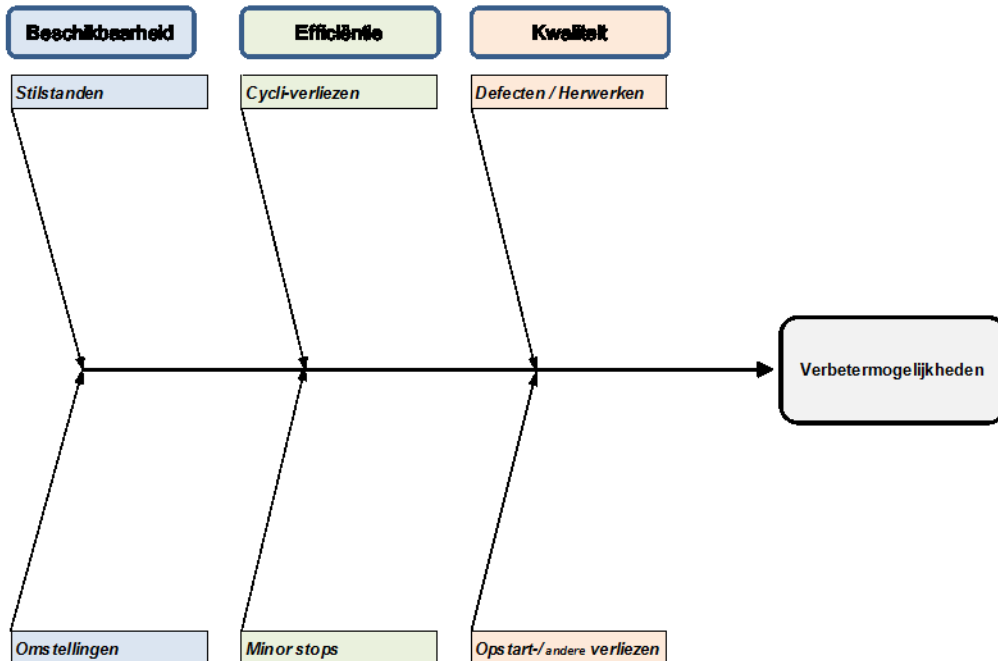 Beschikbaarheid
Efficiëntie
Kwaliteit
Stilstanden
Cycli-verliezen
Defecten / Herwerken
Verbetermogelijkheden
Omstellingen
Minor stops
Opstart-/andere verliezen